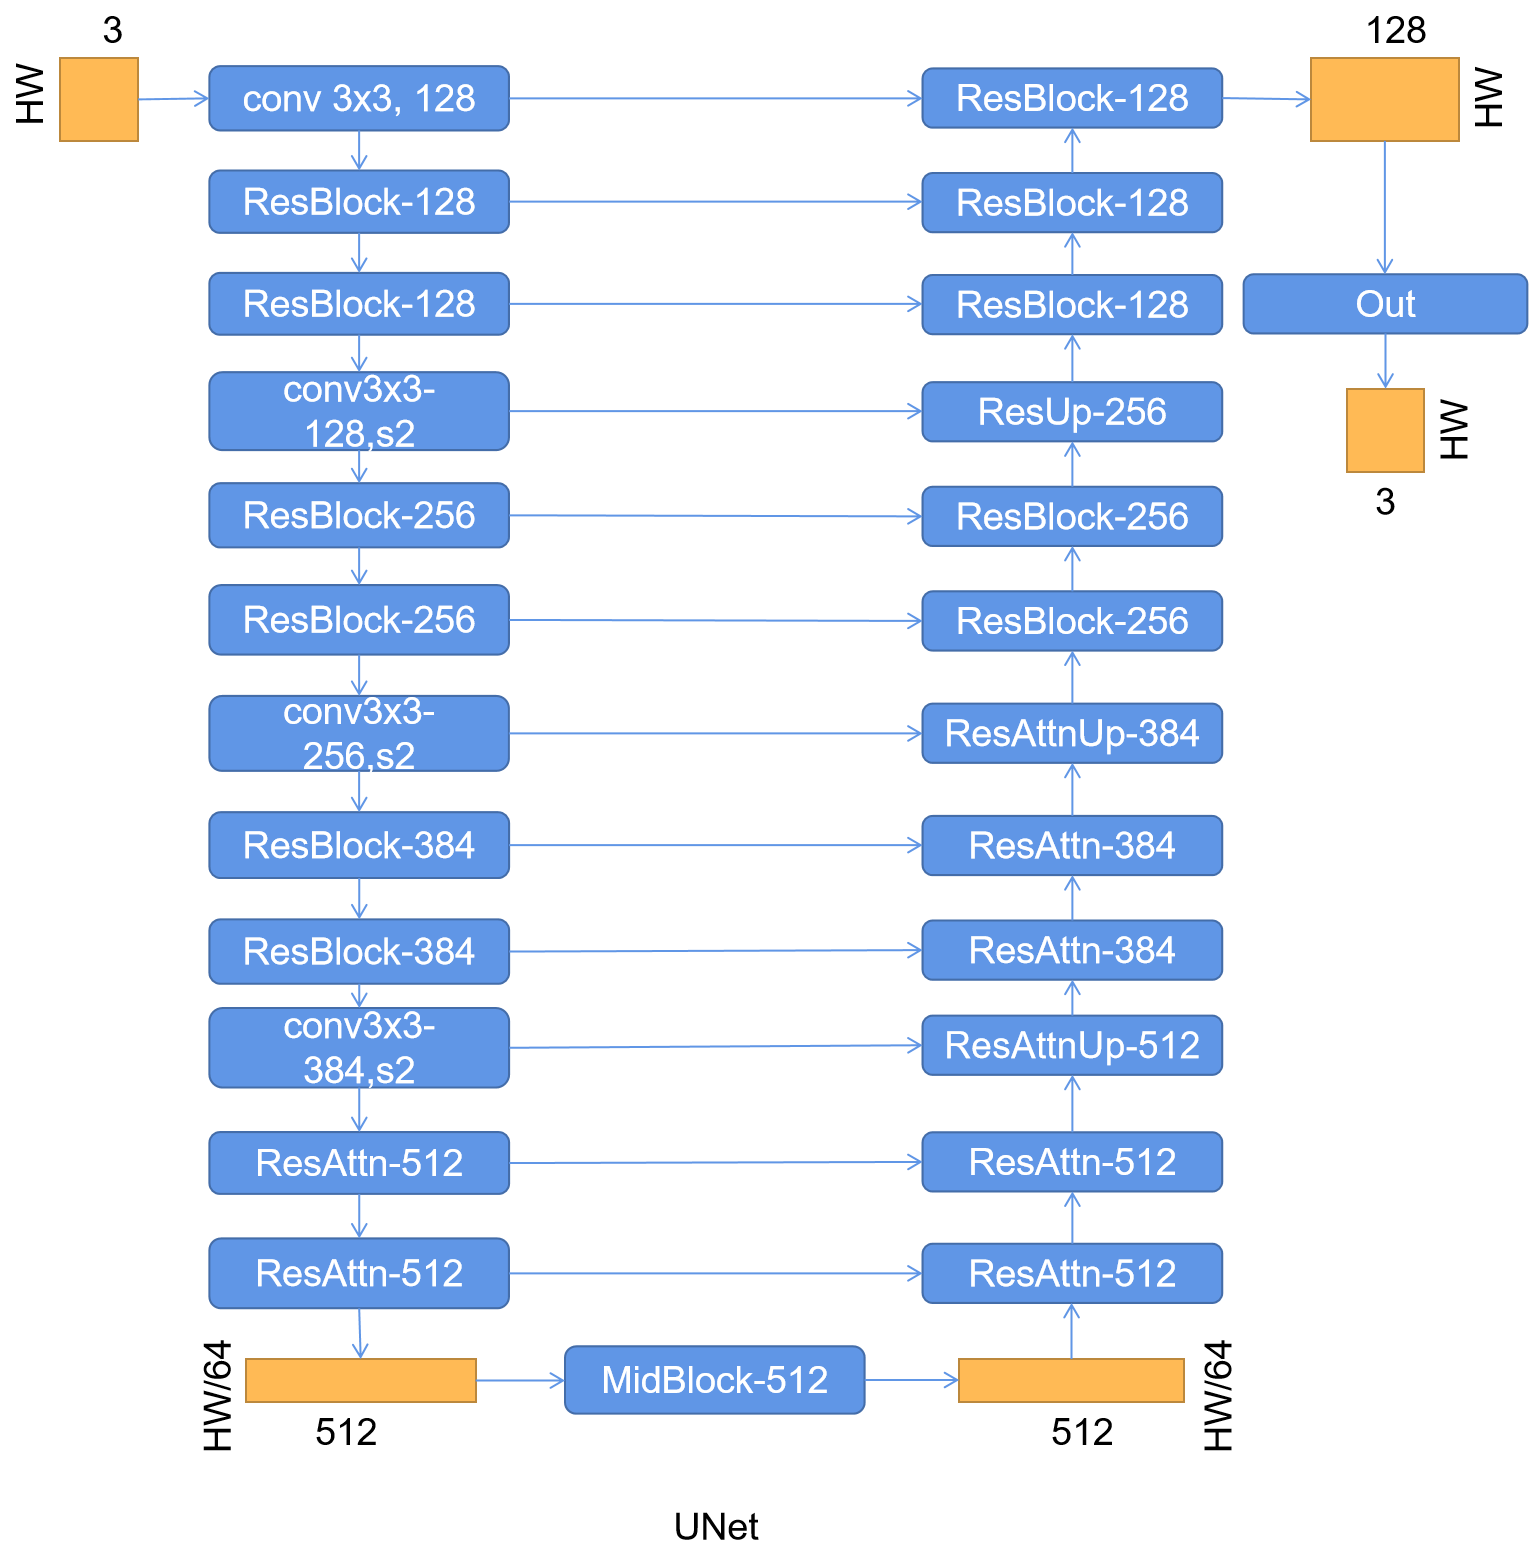 3
HW
conv 3x3, 128
ResBlock-128
128
HW
ResBlock-128
ResBlock-128
ResBlock-128
ResBlock-128
Out
conv3x3-
128,s2
ResUp-256
HW
3
ResBlock-256
ResBlock-256
ResBlock-256
ResBlock-256
conv3x3-
256,s2
ResAttnUp-384
ResBlock-384
ResAttn-384
ResBlock-384
ResAttn-384
conv3x3-
384,s2
ResAttnUp-512
ResAttn-512
ResAttn-512
ResAttn-512
ResAttn-512
HW/64
512
MidBlock-512
512
HW/64
UNet